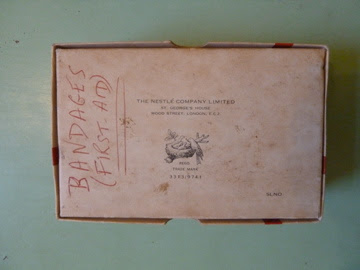 BANDAGES
(FIRST-AID)
THE NESTLE COMPANY LIMITED
ST. GEORGE'S HOUSE
WOOD STREET, LONDON, E.C.2
TRADE MARK